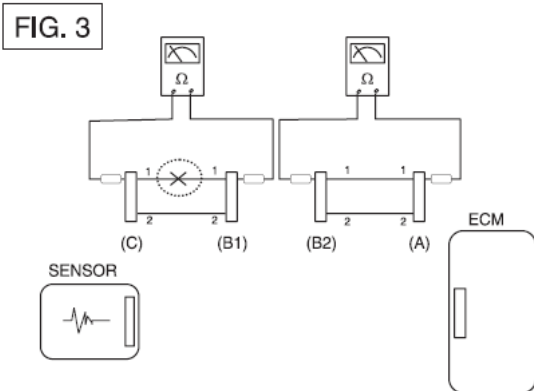 FIG. 3
Ω Ω
1 1 1 1
2 2 2 2
(C) (B1) (B2) (A)
ECM
SENSOR